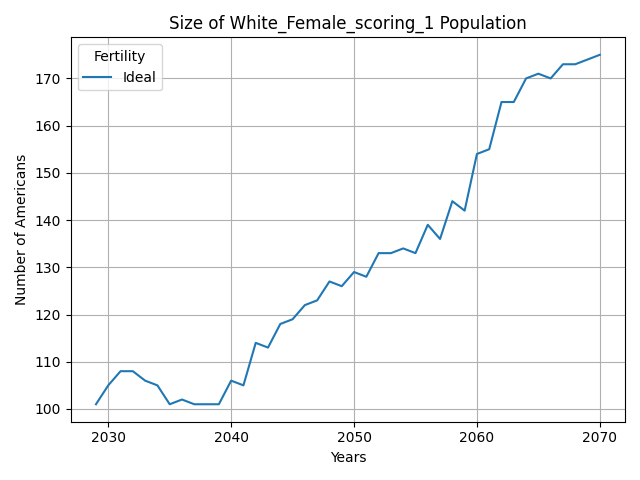 Size of White_Female_scoring_1 Population
Fertility
Ideal
Number of Americans
170
160
150
140
130
120
110
100
2030 2040 2050 2060 2070
Years